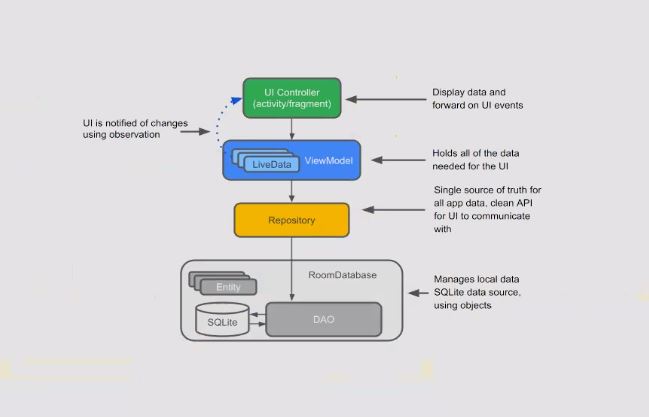 UI Controller
(activity/fragment)
Display data and
forward on UI events
UI is notified of changes
using observation
LiveData
ViewModel
Holds all of the data
needed for the UI
Repository
Single source of truth for
all app data, clean API
for UI to communicate
with
RoomDatabase
Entity
SQLite
DAO
Manages local data
SQLite data source,
using objects